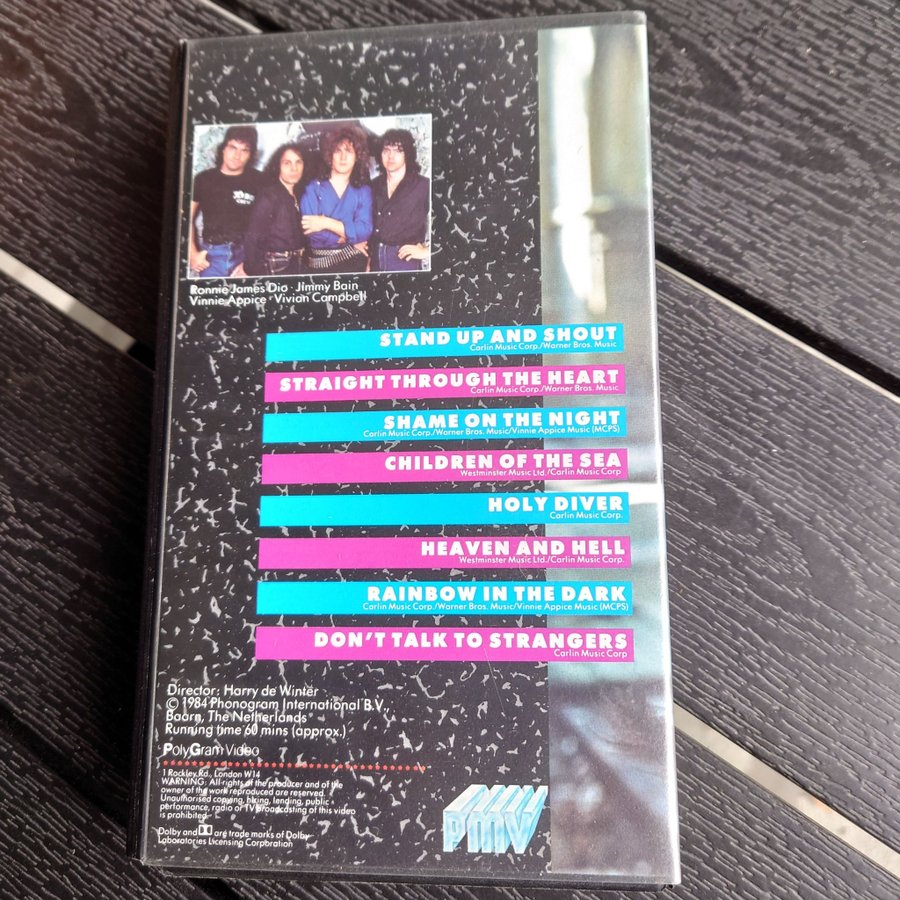 Ronnie James Dio · Jimmy Bain
Vinnie Appice · Vivian Campbell
STAND UP AND SHOUT
Carlin Music Corp./Warner Bros. Music
STRAIGHT THROUGH THE HEART
Carlin Music Corp./Warner Bros. Music
SHAME ON THE NIGHT
Carlin Music Corp./Warner Bros. Music/Vinnie Appice Music (MCPS)
CHILDREN OF THE SEA
Westminster Music Ltd./Carlin Music Corp
HOLY DIVER
Carlin Music Corp.
HEAVEN AND HELL
Westminster Music Ltd./Carlin Music Corp.
RAINBOW IN THE DARK
Carlin Music Corp./Warner Bros. Music/Vinnie Appice Music (MCPS)
DON'T TALK TO STRANGERS
Carlin Music Corp
Director: Harry de Winter
© 1984 Phonogram International B.V.,
Baarn, The Netherlands
Running time 60 mins (approx.)
PolyGram Video
1 Rockley Rd., London W14
WARNING: All rights of the producer and of the
owner of the work reproduced are reserved.
Unauthorised copying, hiring, lending, public
performance, radio or TV broadcasting of this video
is prohibited.
Dolby and are trade marks of Dolby
Laboratories Licensing Corporation
PMV